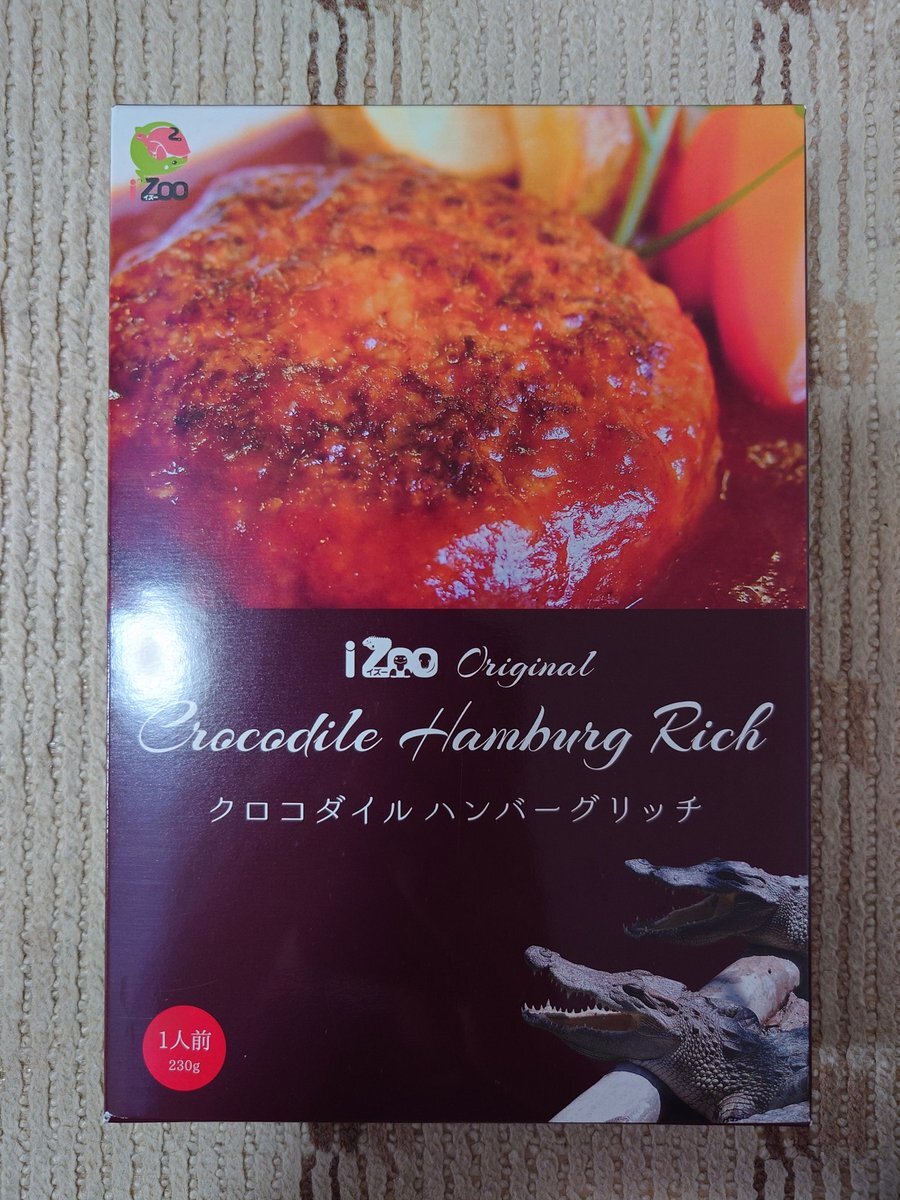 iZoo
イズー
iZoo Original
イズー
Crocodile Hamburg Rich
クロコダイル ハンバーグリッチ
1人前
230g